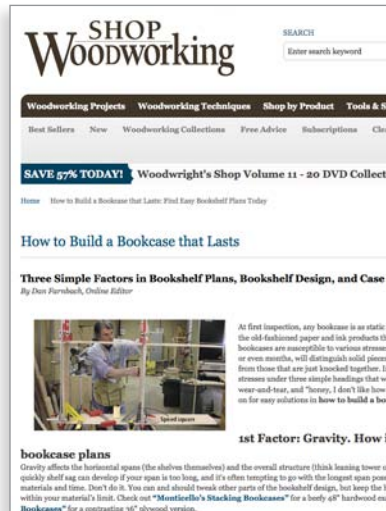 SHOP
WOODWORKING
SEARCH
Enter search keyword
Woodworking Projects Woodworking Techniques Shop by Product Tools & S
Best Sellers New Woodworking Collections Free Advice Subscriptions Cle
SAVE 57% TODAY! Woodwright's Shop Volume 11 - 20 DVD Collect
Home How to Build a Bookcase that Lasts: Find Easy Bookshelf Plans Today
How to Build a Bookcase that Lasts
Three Simple Factors in Bookshelf Plans, Bookshelf Design, and Case
By Dan Farnbach, Online Editor
At first inspection, any bookcase is as static
the old-fashioned paper and ink products th
bookcases are susceptible to various stresse
or even months, will distinguish solid pieces
from those that are just knocked together. I
stresses under three simple headings that w
wear-and-tear, and "honey, I don't like how
on for easy solutions in how to build a bo
Speed square
1st Factor: Gravity. How i
bookcase plans
Gravity affects the horizontal spans (the shelves themselves) and the overall structure (think leaning tower o
quickly shelf sag can develop if your span is too long, and it's often tempting to go with the longest span pos
materials and time. Don't do it. You can and should tweak other parts of the bookshelf design, but keep the l
within your material's limit. Check out "Monticello's Stacking Bookcases" for a beefy 48" hardwood ex
Bookcases" for a contrasting 36" plywood version.